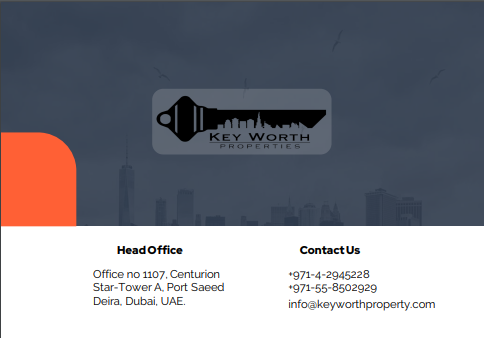 KEY WORTH
PROPERTIES
Head Office
Office no 1107, Centurion
Star-Tower A, Port Saeed
Deira, Dubai, UAE.
Contact Us
+971-4-2945228
+971-55-8502929
info@keyworthproperty.com